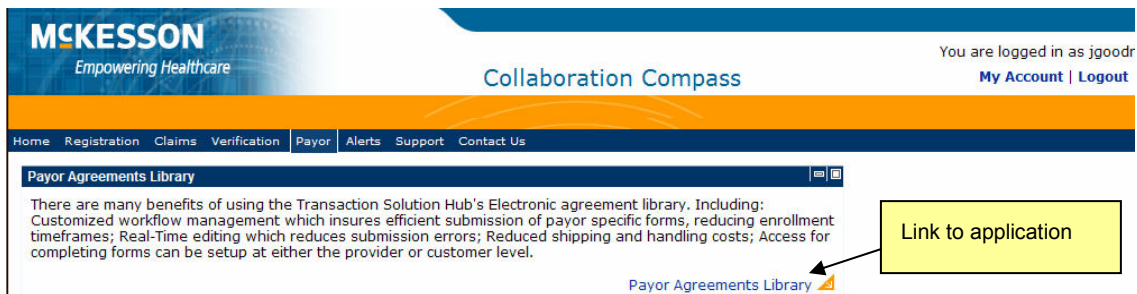 MCKESSON
Empowering Healthcare
Collaboration Compass
You are logged in as jgoodr
My Account | Logout
Home Registration Claims Verification Payor Alerts Support Contact Us
Payor Agreements Library
There are many benefits of using the Transaction Solution Hub's Electronic agreement library. Including:
Customized workflow management which insures efficient submission of payor specific forms, reducing enrollment
timeframes; Real-Time editing which reduces submission errors; Reduced shipping and handling costs; Access for
completing forms can be setup at either the provider or customer level.
Link to application
Payor Agreements Library